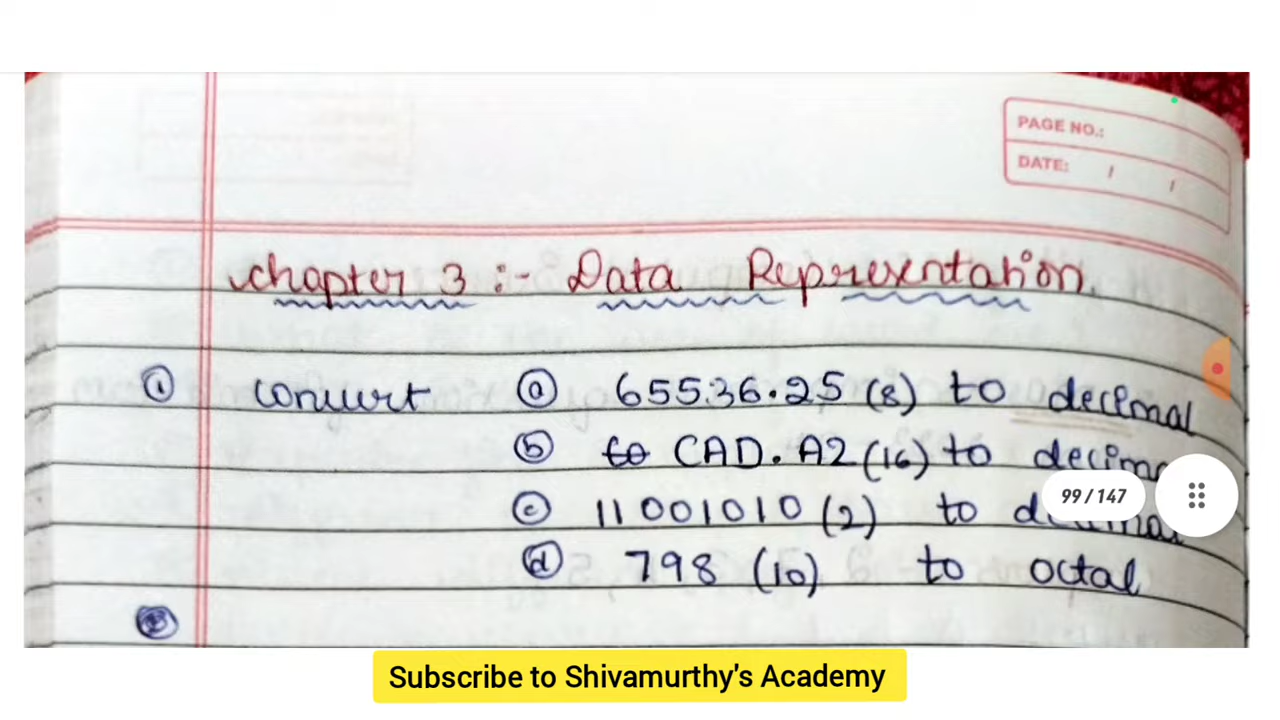 PAGE NO.:
DATE: / /
Chapter 3 :- Data Representation.
① Convert ⓐ 65536.25 (8) to decimal
ⓑ to CAD. A2 (16) to decima
ⓒ 11001010 (2) to decimal
ⓓ 798 (10) to octal
99 / 147
Subscribe to Shivamurthy's Academy